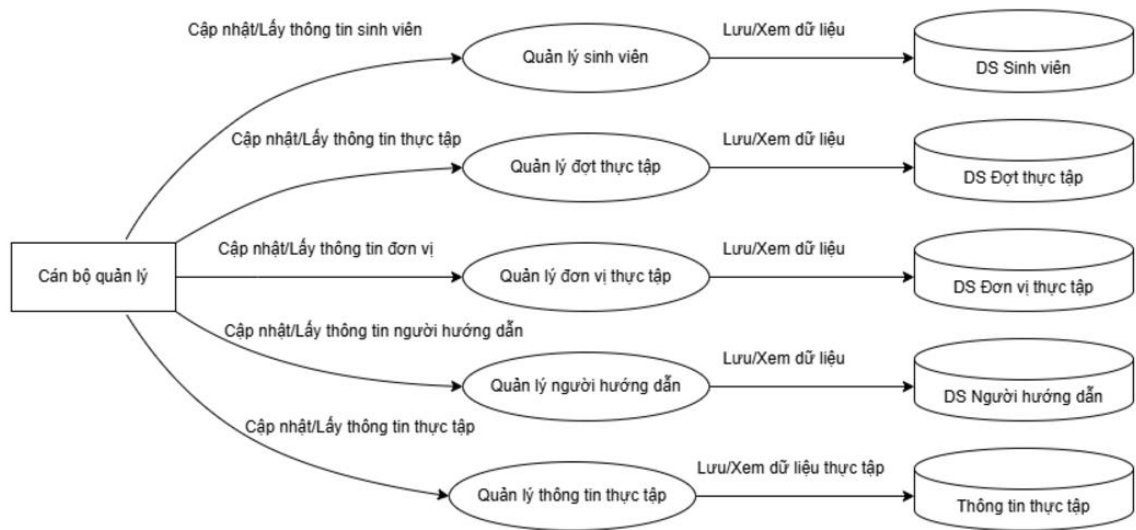 Cập nhật/Lấy thông tin sinh viên
Quản lý sinh viên
Lưu/Xem dữ liệu
DS Sinh viên
Cập nhật/Lấy thông tin thực tập
Quản lý đợt thực tập
Lưu/Xem dữ liệu
DS Đợt thực tập
Cán bộ quản lý
Cập nhật/Lấy thông tin đơn vị
Quản lý đơn vị thực tập
Lưu/Xem dữ liệu
DS Đơn vị thực tập
Cập nhật/Lấy thông tin người hướng dẫn
Quản lý người hướng dẫn
Lưu/Xem dữ liệu
DS Người hướng dẫn
Cập nhật/Lấy thông tin thực tập
Quản lý thông tin thực tập
Lưu/Xem dữ liệu thực tập
Thông tin thực tập